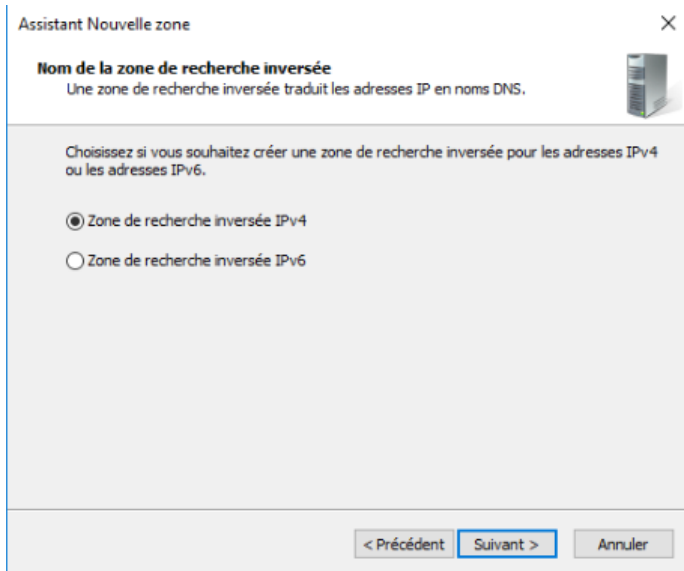 Assistant Nouvelle zone
Nom de la zone de recherche inversée
Une zone de recherche inversée traduit les adresses IP en noms DNS.
Choisissez si vous souhaitez créer une zone de recherche inversée pour les adresses IPv4
ou les adresses IPv6.
Zone de recherche inversée IPv4
Zone de recherche inversée IPv6
< Précédent Suivant > Annuler